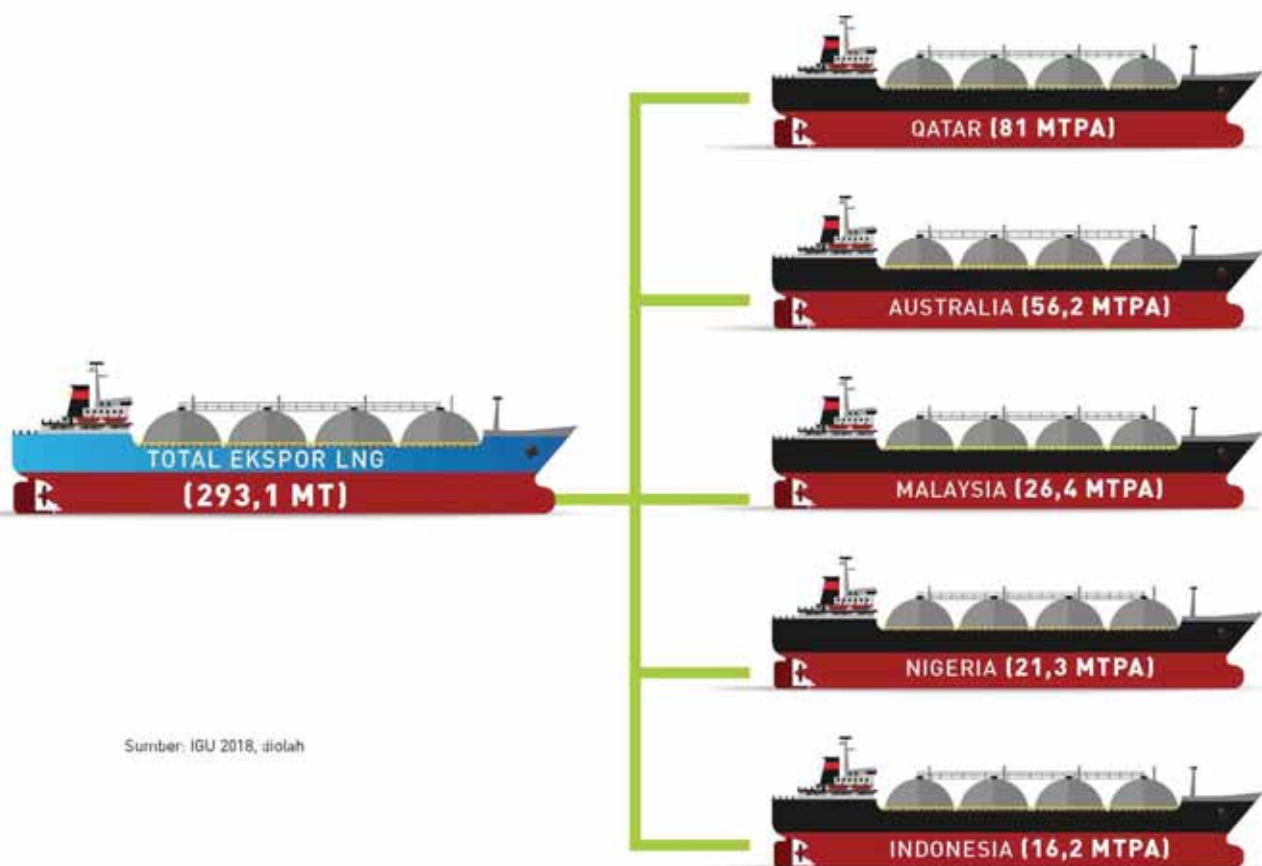 QATAR (81 MTPA)
AUSTRALIA (56,2 MTPA)
TOTAL EKSPOR LNG
(293,1 MT)
MALAYSIA (26,4 MTPA)
NIGERIA (21,3 MTPA)
Sumber: IGU 2018, diolah
INDONESIA (16,2 MTPA)